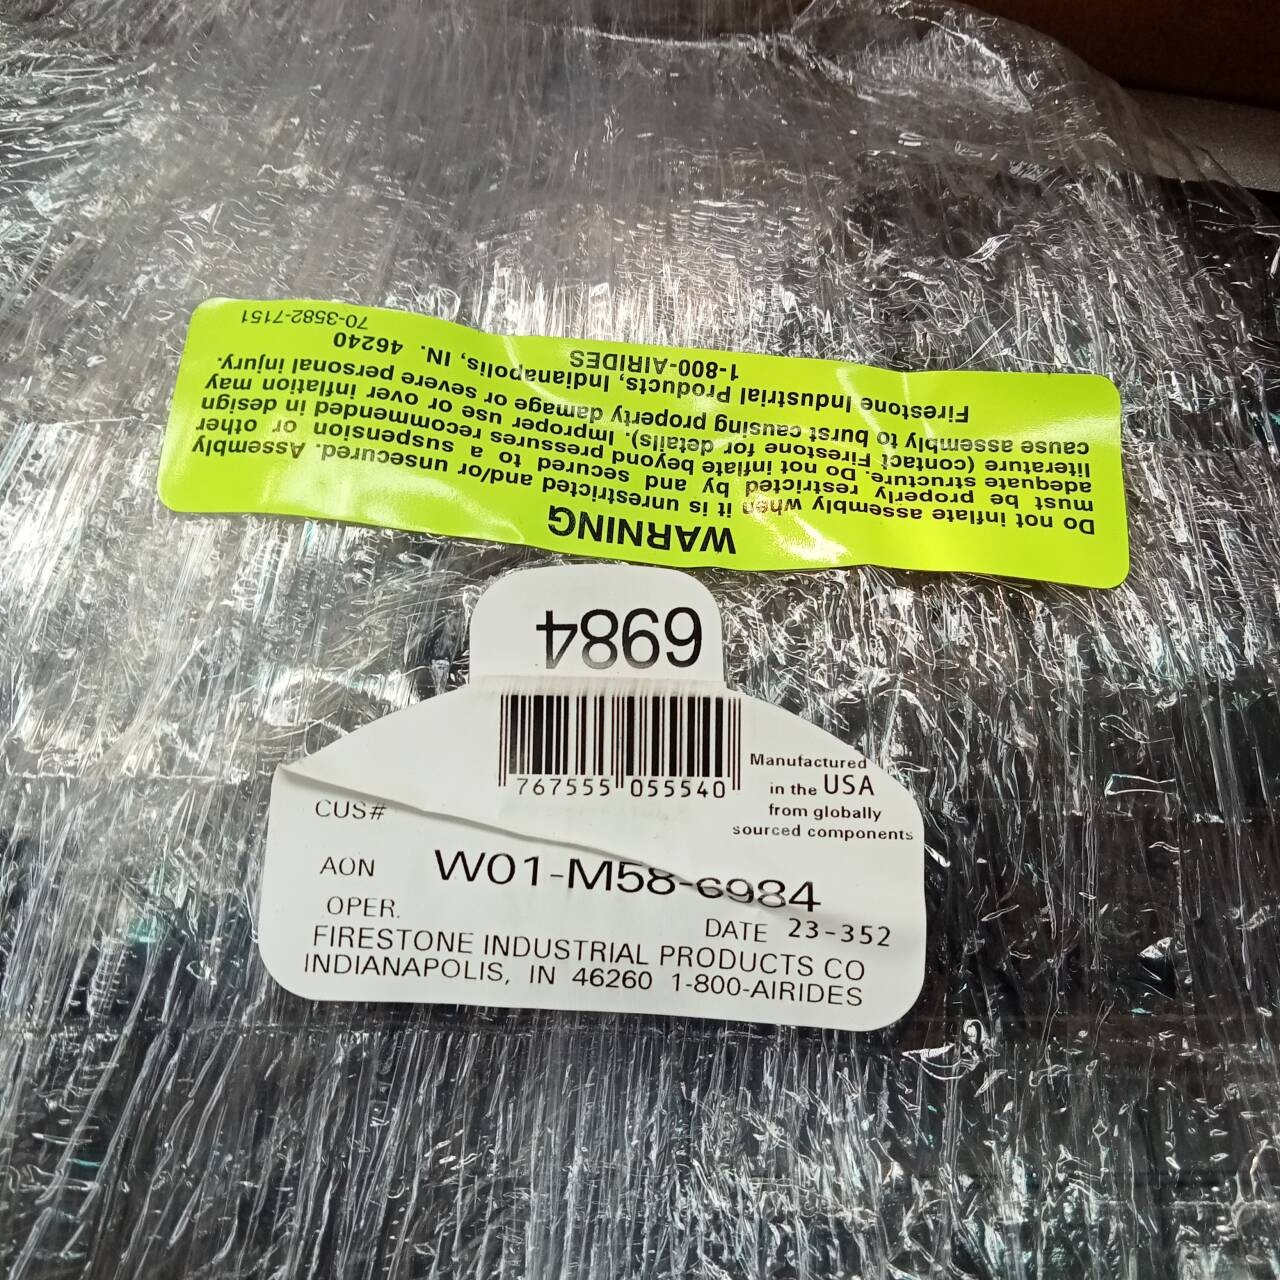 WARNING
Do not inflate assembly when it is unrestricted and/or unsecured. Assembly
must be properly restricted by and secured to a suspension or other
adequate structure. Do not inflate beyond pressures recommended in design
literature (contact Firestone for details). Improper use or over inflation may
cause assembly to burst causing property damage or severe personal injury.
Firestone Industrial Products, Indianapolis, IN. 46240
1-800-AIRIDES
70-3582-7151
6984
767555 055540
Manufactured
in the USA
from globally
sourced components
CUS#
AON W01-M58-6984
OPER. DATE 23-352
FIRESTONE INDUSTRIAL PRODUCTS CO
INDIANAPOLIS, IN 46260 1-800-AIRIDES